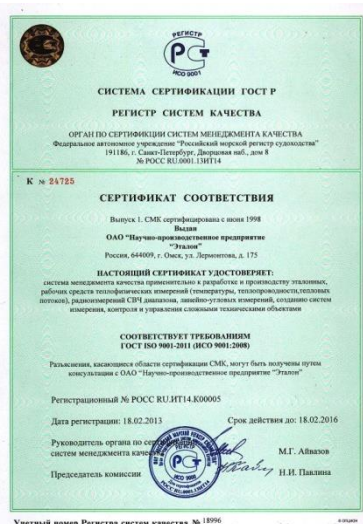 РЕГИСТР
РСТ
ИСО 9001
СИСТЕМА СЕРТИФИКАЦИИ ГОСТ Р
РЕГИСТР СИСТЕМ КАЧЕСТВА
ОРГАН ПО СЕРТИФИКЦИИ СИСТЕМ МЕНЕДЖМЕНТА КАЧЕСТВА
Федеральное автономное учреждение "Российский морской регистр судоходства"
191186, г. Санкт-Петербург, Дворцовая наб., дом 8
№ РОСС RU.0001.13ИТ14
К № 24725
СЕРТИФИКАТ СООТВЕТСТВИЯ
Выпуск 1. СМК сертифицирована с июня 1998
Выдан
ОАО "Научно-производственное предприятие
"Эталон"
Россия, 644009, г. Омск, ул. Лермонтова, д. 175
НАСТОЯЩИЙ СЕРТИФИКАТ УДОСТОВЕРЯЕТ:
система менеджмента качества применительно к разработке и производству эталонных,
рабочих средств теплофизических измерений (температуры, теплопроводности,тепловых
потоков), радиоизмерений СВЧ диапазона, линейно-угловых измерений, созданию систем
измерения, контроля и управления сложными техническими объектами
СООТВЕТСТВУЕТ ТРЕБОВАНИЯМ
ГОСТ ISO 9001-2011 (ИСО 9001:2008)
Разъяснения, касающиеся области сертификации СМК, могут быть получены путем
консультации с ОАО "Научно-производственное предприятие "Эталон"
Регистрационный № РОСС RU.ИТ14.К00005
Дата регистрации: 18.02.2013 Срок действия до: 18.02.2016
Руководитель органа по сертификации
систем менеджмента качества М.Г. Айвазов
Председатель комиссии Н.И. Павлина
Учетный номер Регистра систем качества № 18996